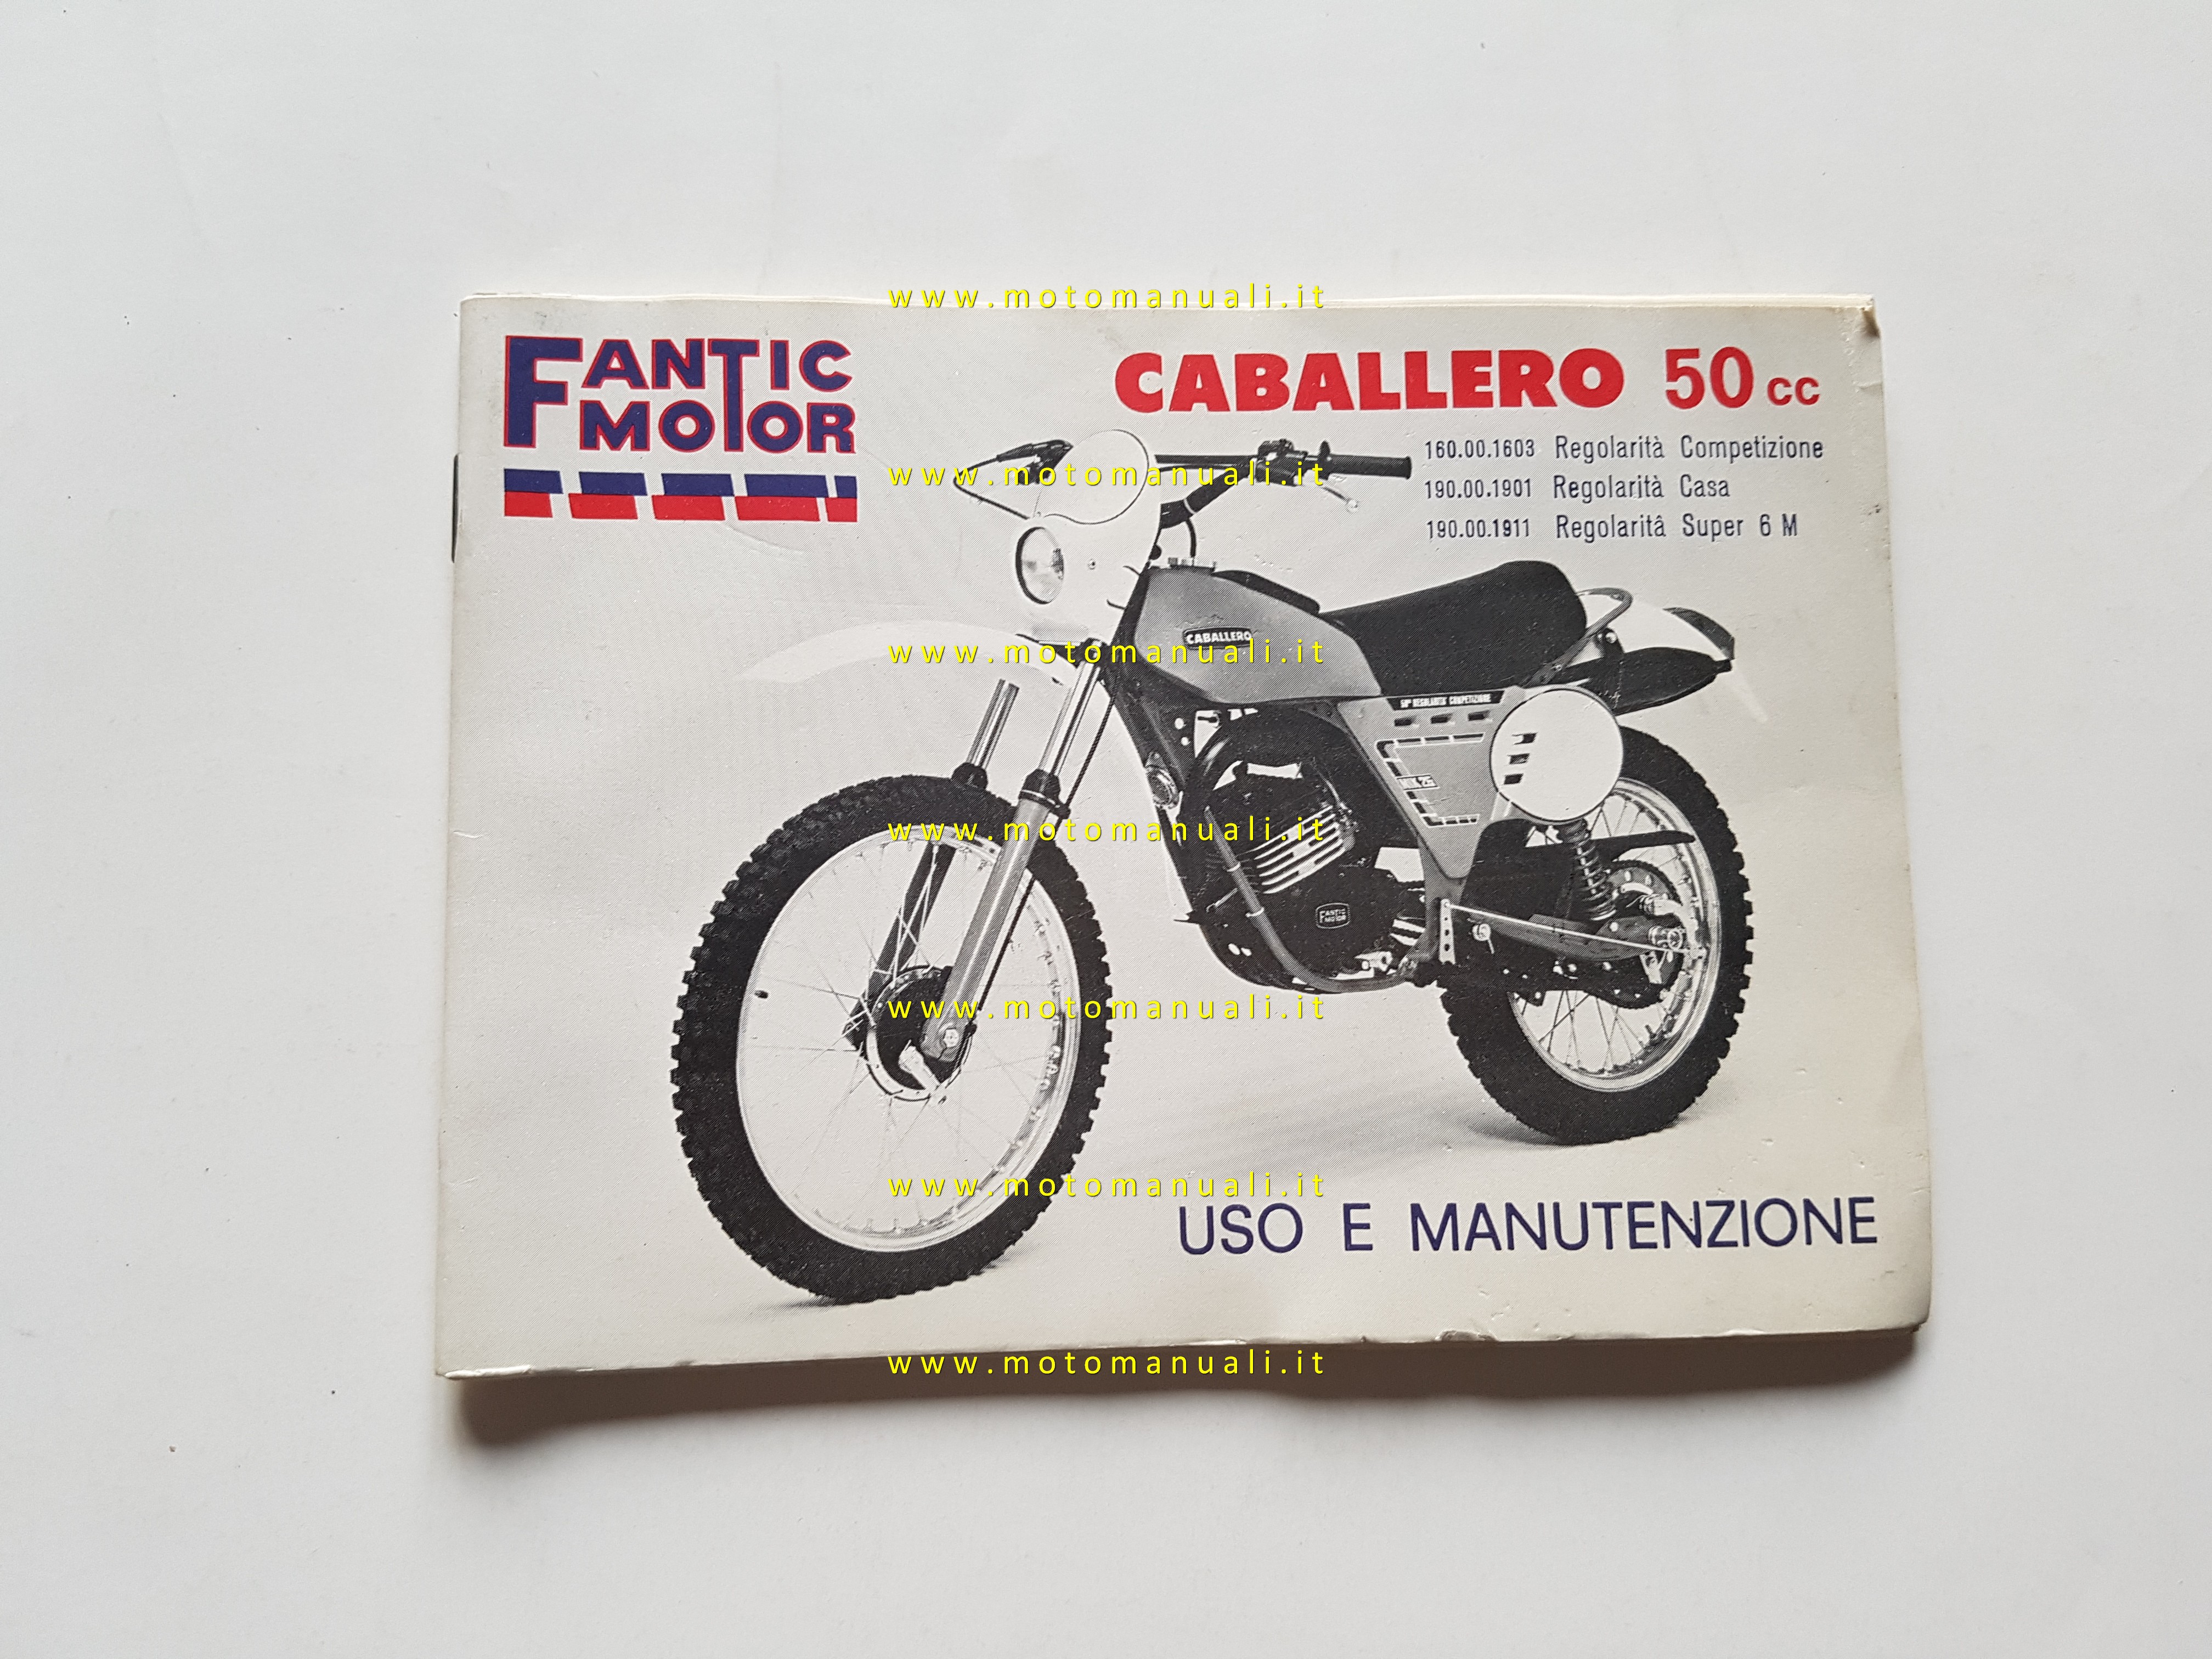 www.motomanuali.it
FANTIC MOTOR
CABALLERO 50 cc
160.00.1603 Regolarità Competizione
190.00.1901 Regolarità Casa
190.00.1911 Regolaritâ Super 6 M
www.motomanuali.it
CABALLERO
www.motomanuali.it
REGOLARITÀ COMPETIZIONE
www.motomanuali.it
FANTIC MOTOR
www.motomanuali.it
www.motomanuali.it
USO E MANUTENZIONE
www.motomanuali.it